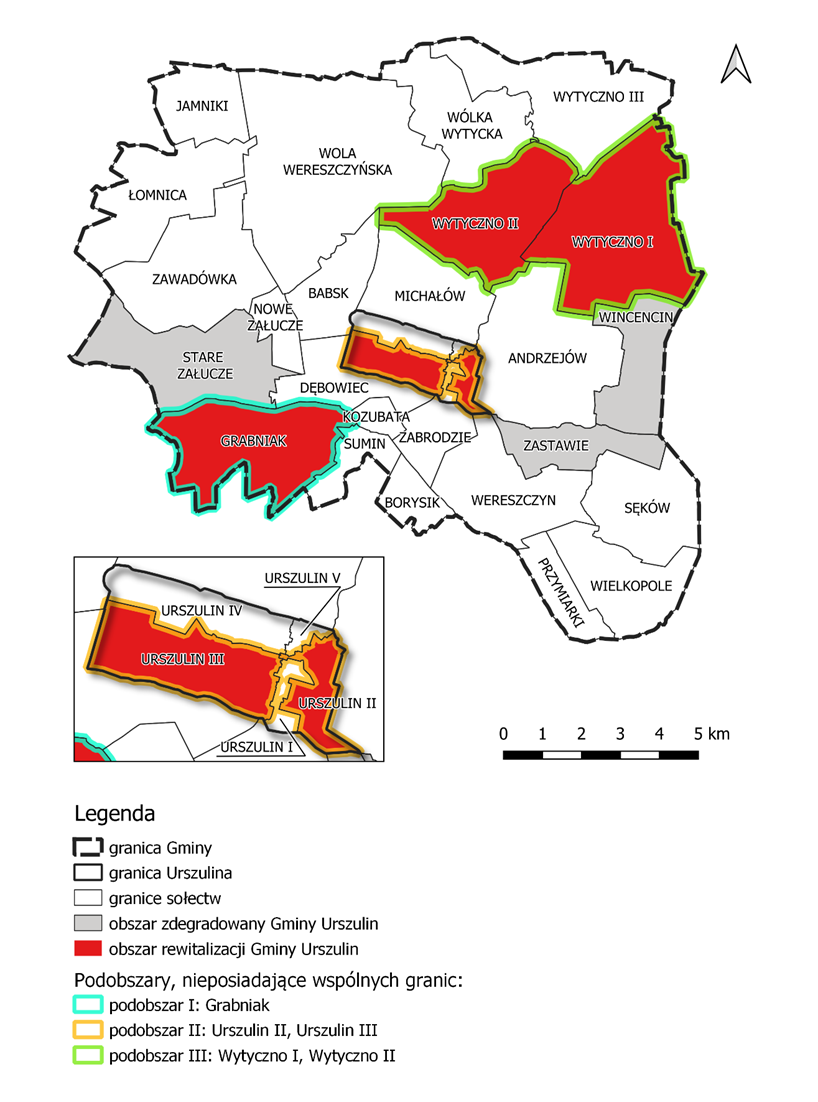 JAMNIKI
WYTYCZNO III
WÓLKA
WYTYCKA
WOLA
WERESZCZYŃSKA
ŁOMNICA
WYTYCZNO II
WYTYCZNO I
ZAWADÓWKA
BABSK
MICHAŁÓW
NOWE
ZAŁUCZE
WINCENCIN
STARE
ZAŁUCZE
ANDRZEJÓW
DĘBOWIEC
KOZUBATA
GRABNIAK
SUMIN
ZABRODZIE
ZASTAWIE
BORYSIK
WERESZCZYN
SĘKÓW
PRZYMIARKI
WIELKOPOLE
URSZULIN V
URSZULIN IV
URSZULIN III
URSZULIN II
URSZULIN I
0 1 2 3 4 5 km
Legenda
granica Gminy
granica Urszulina
granice sołectw
obszar zdegradowany Gminy Urszulin
obszar rewitalizacji Gminy Urszulin
Podobszary, nieposiadające wspólnych granic:
podobszar I: Grabniak
podobszar II: Urszulin II, Urszulin III
podobszar III: Wytyczno I, Wytyczno II